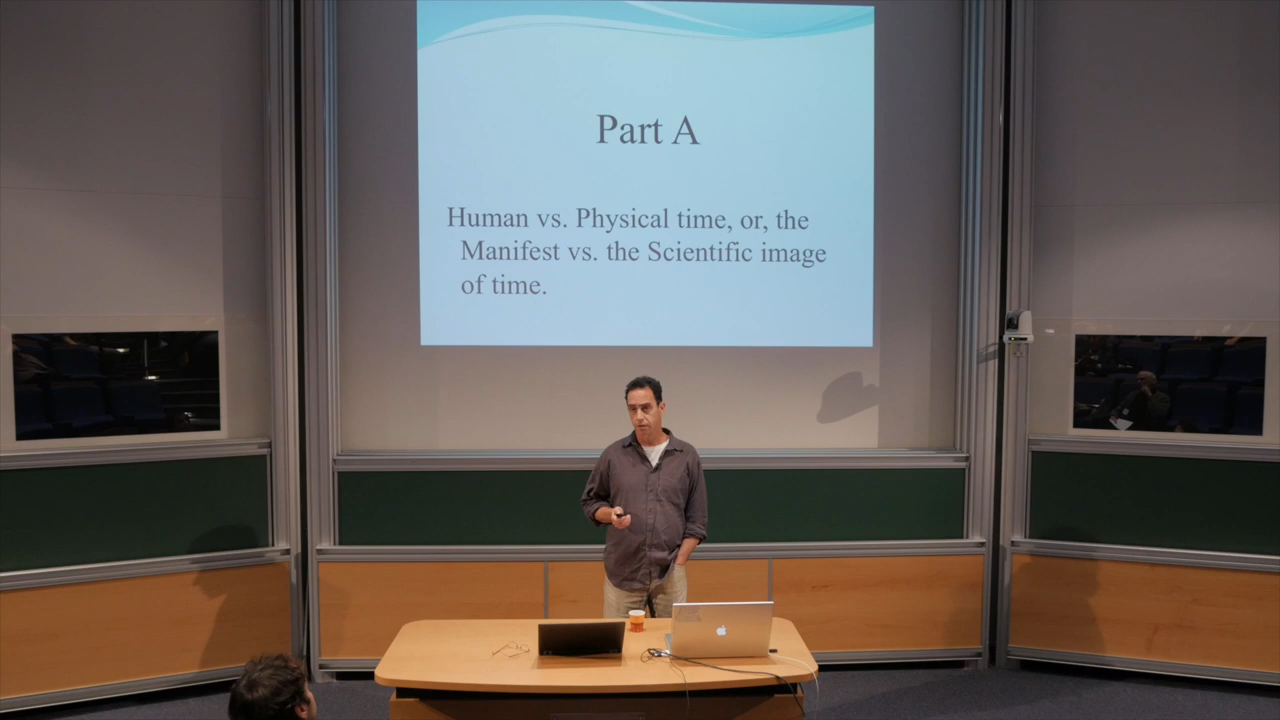 Part A
Human vs. Physical time, or, the
Manifest vs. the Scientific image
of time.